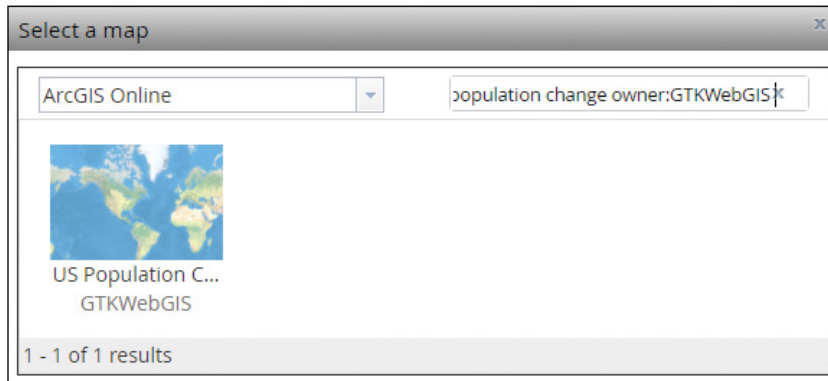 Select a map
x
ArcGIS Online
population change owner:GTKWebGIS x
US Population C...
GTKWebGIS
1 - 1 of 1 results